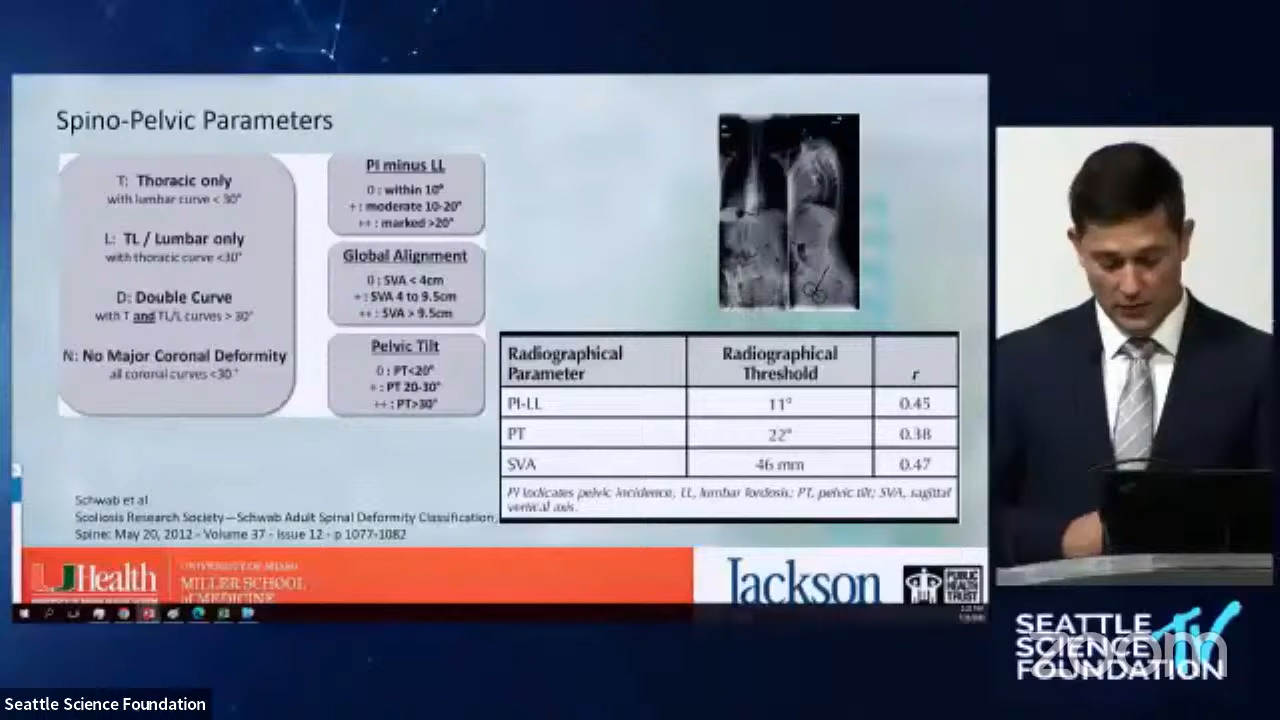 Spino-Pelvic Parameters
T: Thoracic only
with lumbar curve < 30°
L: TL / Lumbar only
with thoracic curve <30°
D: Double Curve
with T and TL/L curves > 30°
N: No Major Coronal Deformity
all coronal curves <30°
PI minus LL
0 : within 10°
+ : moderate 10-20°
++ : marked >20°
Global Alignment
0 : SVA < 4cm
+ : SVA 4 to 9.5cm
++ : SVA > 9.5cm
Pelvic Tilt
0 : PT<20°
+ : PT 20-30°
++ : PT>30°
Radiographical Parameter
Radiographical Threshold
r
PI-LL 11° 0.45
PT 22° 0.38
SVA 46 mm 0.47
PI indicates pelvic incidence, LL, lumbar lordosis; PT, pelvic tilt; SVA, sagittal
vertical axis.
Schwab et al
Scoliosis Research Society—Schwab Adult Spinal Deformity Classification
Spine: May 20, 2012 - Volume 37 - Issue 12 - p 1077-1082
UHealth
UNIVERSITY OF MIAMI
MILLER SCHOOL
of MEDICINE
Jackson
PUBLIC
HEALTH
TRUST
SEATTLE
SCIENCE
FOUNDATION
TV
zoom
Seattle Science Foundation